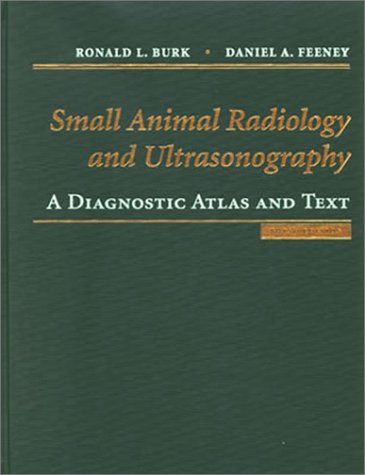 RONALD L. BURK • DANIEL A. FEENEY
Small Animal Radiology
and Ultrasonography
A DIAGNOSTIC ATLAS AND TEXT